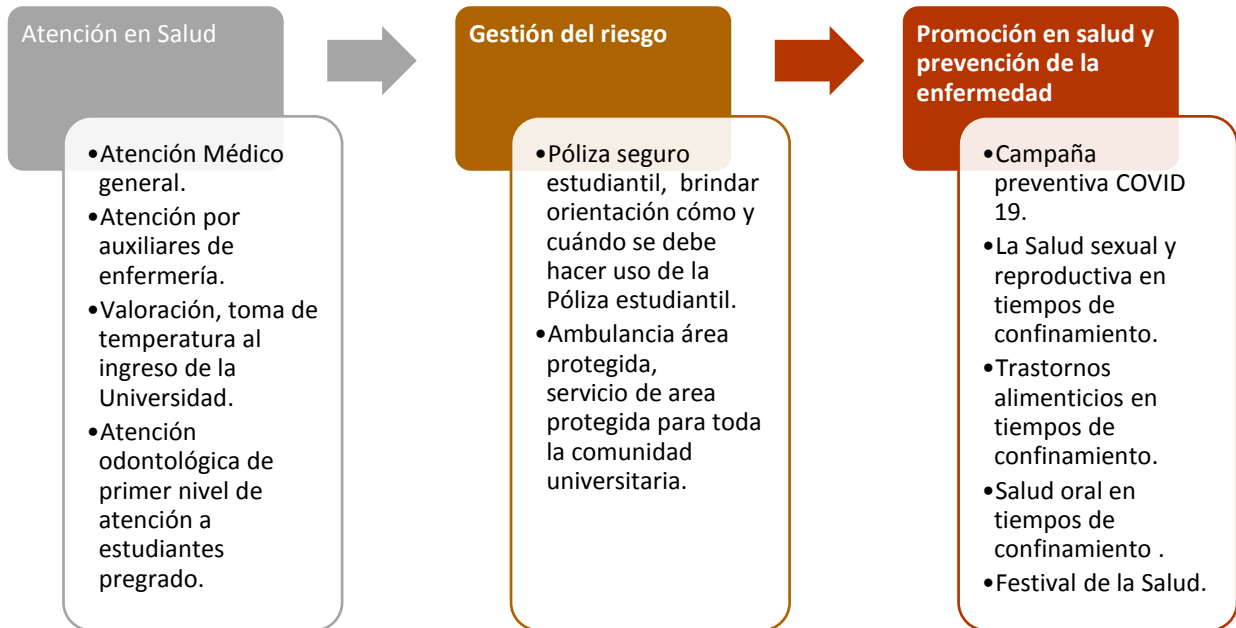 Atención en Salud
•Atención Médico
general.
•Atención por
auxiliares de
enfermería.
•Valoración, toma de
temperatura al
ingreso de la
Universidad.
•Atención
odontológica de
primer nivel de
atención a
estudiantes
pregrado.
Gestión del riesgo
•Póliza seguro
estudiantil,  brindar
orientación cómo y
cuándo se debe
hacer uso de la
Póliza estudiantil.
•Ambulancia área
protegida,
servicio de area
protegida para toda
la comunidad
universitaria.
Promoción en salud y
prevención de la
enfermedad
•Campaña
preventiva COVID
19.
•La Salud sexual y
reproductiva en
tiempos de
confinamiento.
•Trastornos
alimenticios en
tiempos de
confinamiento.
•Salud oral en
tiempos de
confinamiento .
•Festival de la Salud.